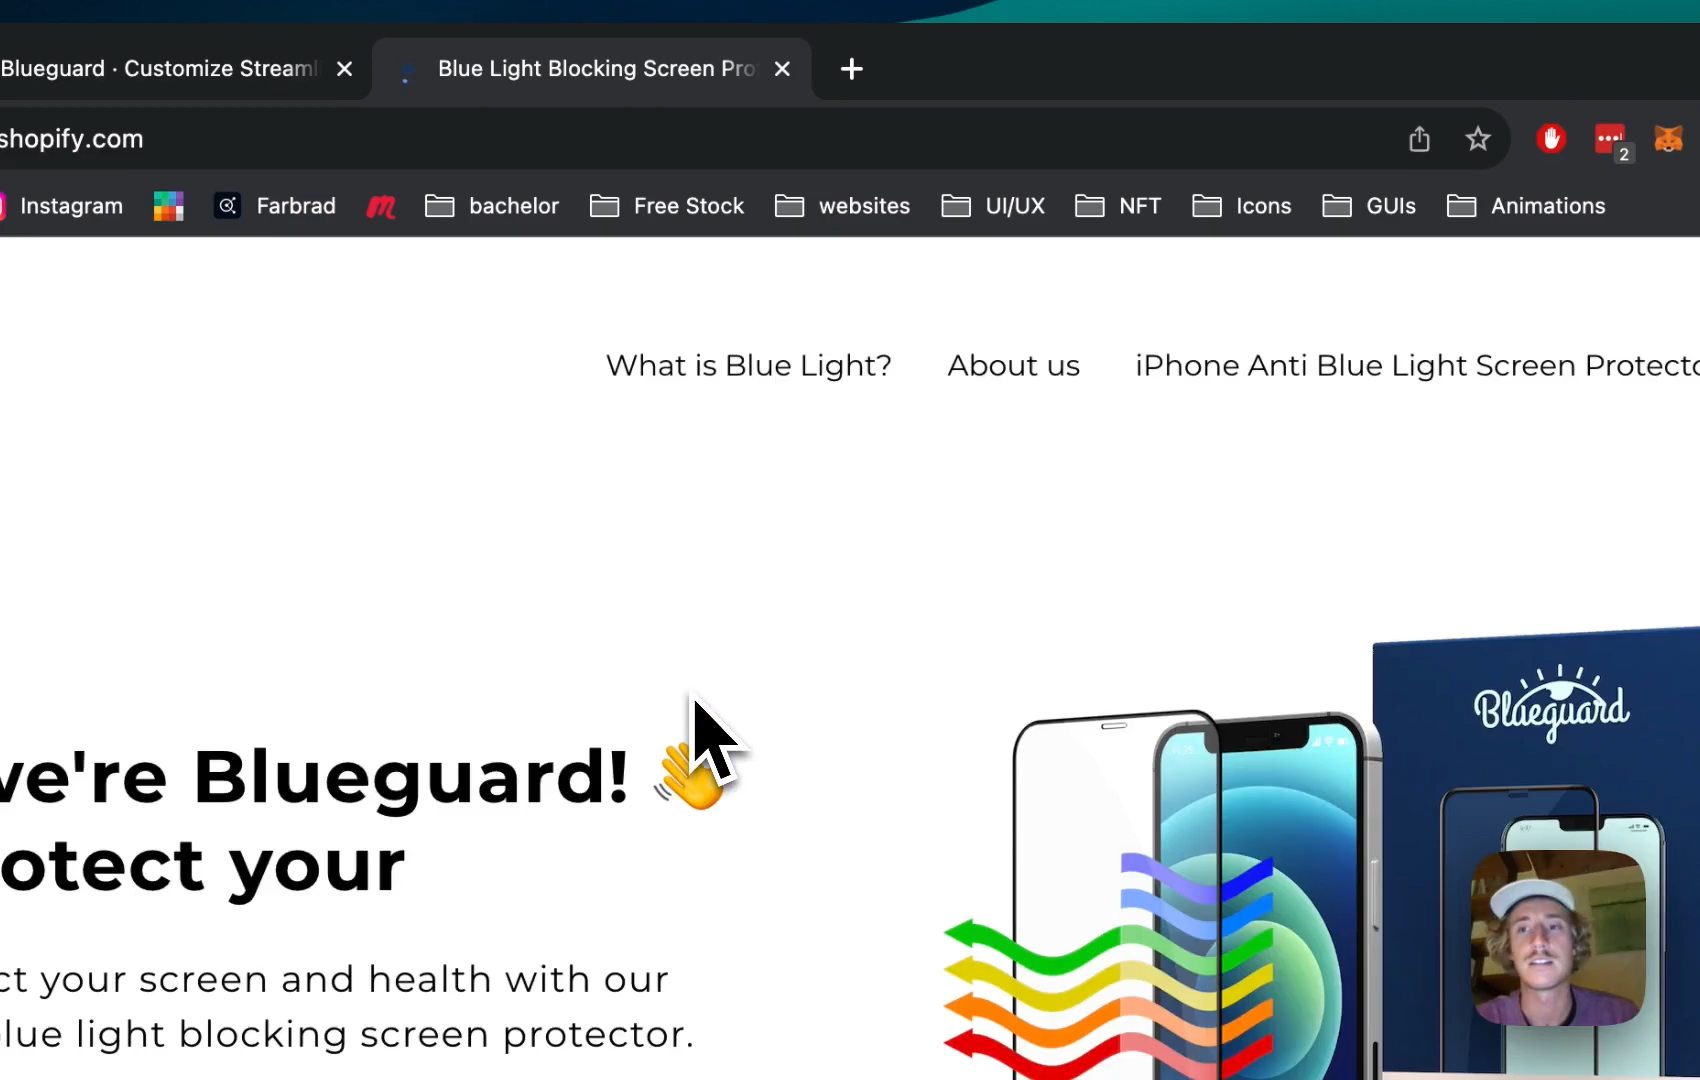 Blueguard · Customize Streaml
Blue Light Blocking Screen Pro
shopify.com
2
Instagram
Farbrad
bachelor
Free Stock
websites
UI/UX
NFT
Icons
GUIs
Animations
What is Blue Light?
About us
iPhone Anti Blue Light Screen Protecto
Blueguard
ve're Blueguard! 👋
otect your
ct your screen and health with our
lue light blocking screen protector.